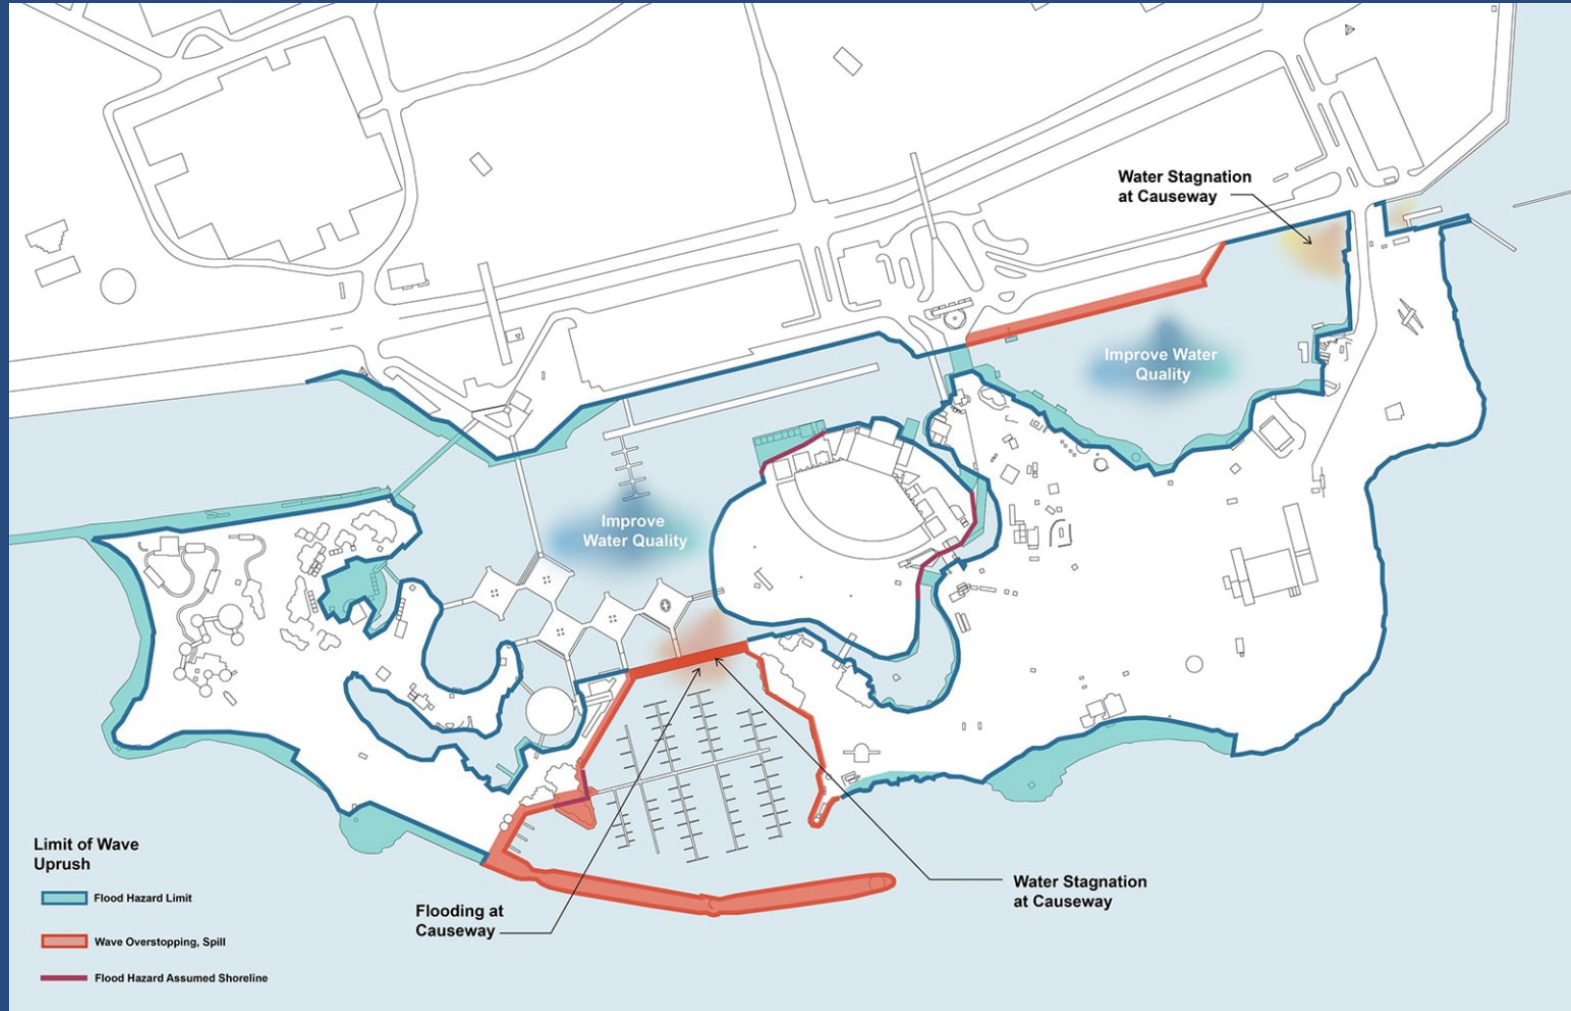 Water Stagnation
at Causeway
Improve Water
Quality
Improve
Water Quality
Limit of Wave
Uprush
Flood Hazard Limit
Wave Overstopping, Spill
Flood Hazard Assumed Shoreline
Flooding at
Causeway
Water Stagnation
at Causeway